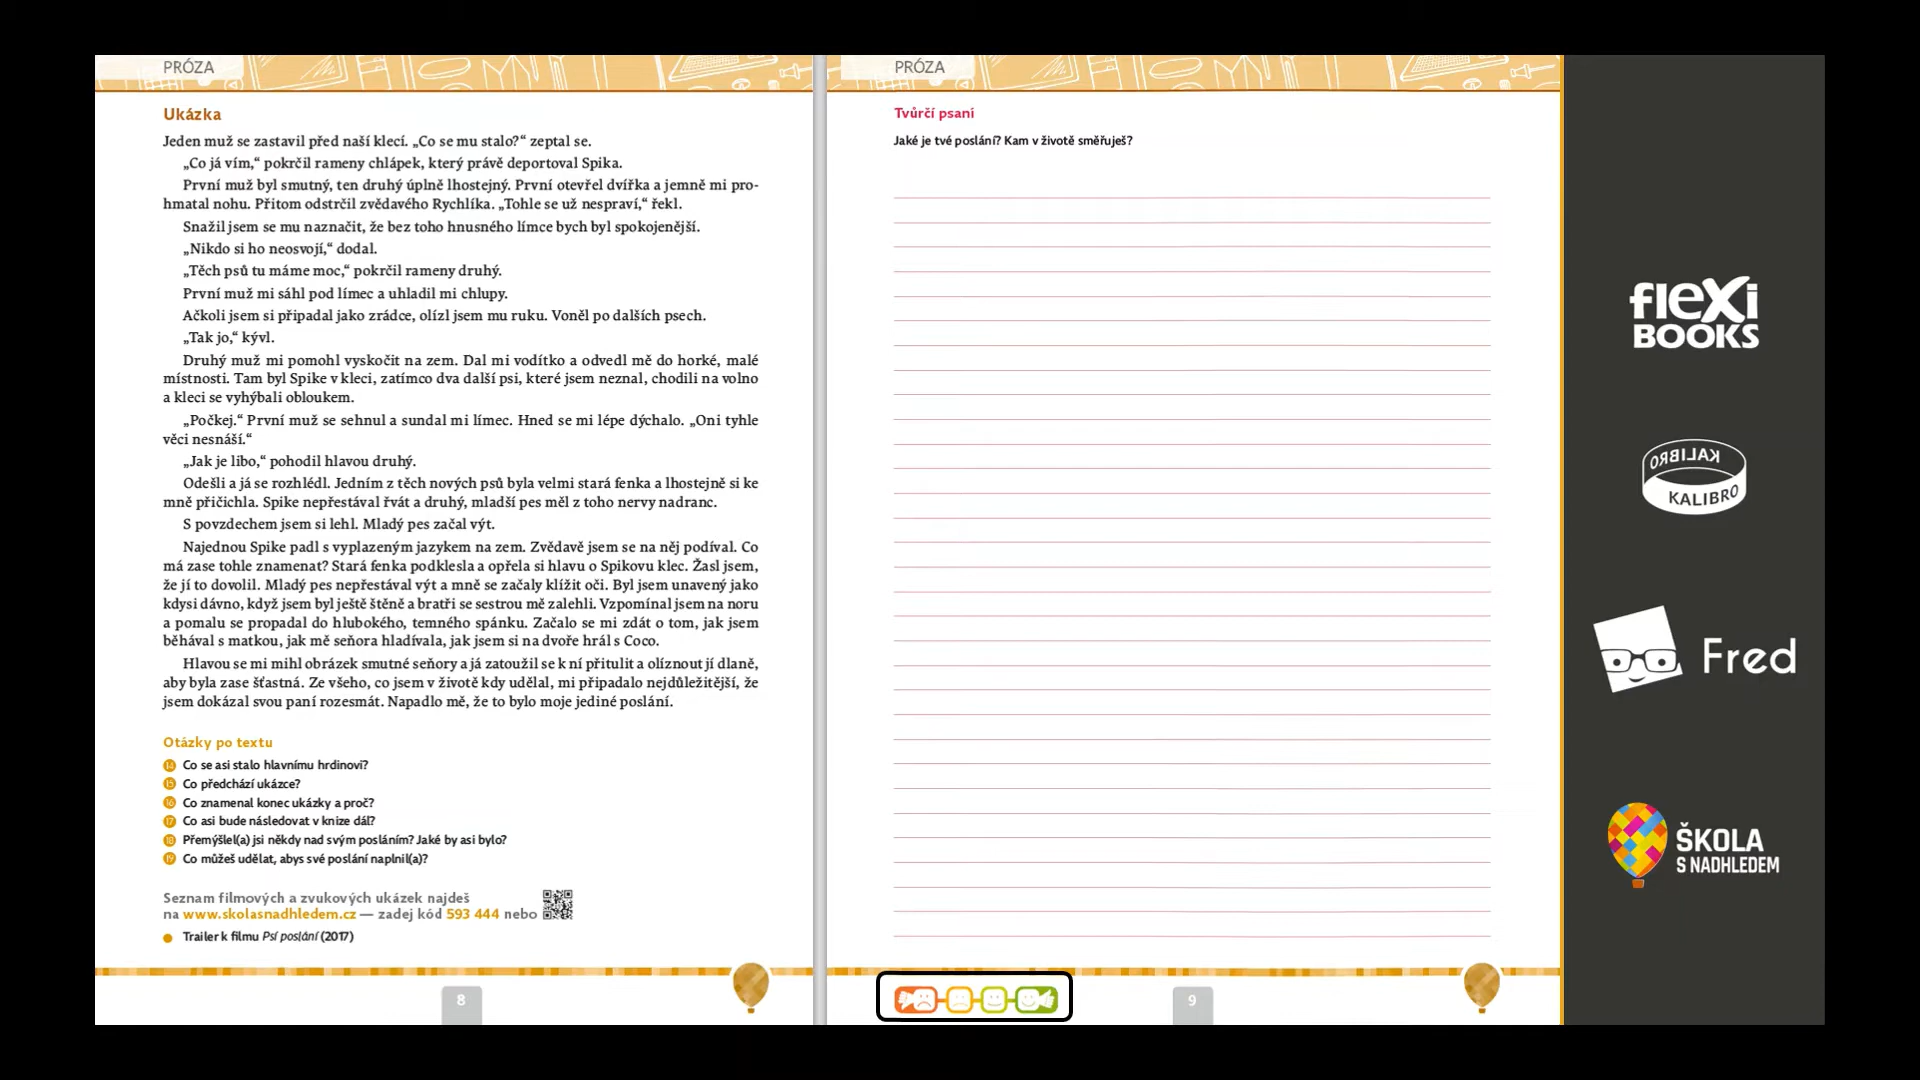 PRÓZA
Ukázka
Jeden muž se zastavil před naší klecí. „Co se mu stalo?“ zeptal se.
„Co já vím,“ pokrčil rameny chlápek, který právě deportoval Spika.
První muž byl smutný, ten druhý úplně lhostejný. První otevřel dvířka a jemně mi pro-
hmatal nohu. Přitom odstrčil zvědavého Rychlíka. „Tohle se už nespraví,“ řekl.
Snažil jsem se mu naznačit, že bez toho hnusného límce bych byl spokojenější.
„Nikdo si ho neosvojí,“ dodal.
„Těch psů tu máme moc,“ pokrčil rameny druhý.
První muž mi sáhl pod límec a uhladil mi chlupy.
Ačkoli jsem si připadal jako zrádce, olízl jsem mu ruku. Voněl po dalších psech.
„Tak jo,“ kývl.
Druhý muž mi pomohl vyskočit na zem. Dal mi vodítko a odvedl mě do horké, malé
místnosti. Tam byl Spike v kleci, zatímco dva další psi, které jsem neznal, chodili na volno
a kleci se vyhýbali obloukem.
„Počkej.“ První muž se sehnul a sundal mi límec. Hned se mi lépe dýchalo. „Oni tyhle
věci nesnáší.“
„Jak je libo,“ pohodil hlavou druhý.
Odešli a já se rozhlédl. Jedním z těch nových psů byla velmi stará fenka a lhostejně si ke
mně přičichla. Spike nepřestával řvát a druhý, mladší pes měl z toho nervy nadranc.
S povzdechem jsem si lehl. Mladý pes začal výt.
Najednou Spike padl s vyplazeným jazykem na zem. Zvědavě jsem se na něj podíval. Co
má zase tohle znamenat? Stará fenka podklesla a opřela si hlavu o Spikovu klec. Žasl jsem,
že jí to dovolil. Mladý pes nepřestával výt a mně se začaly klížit oči. Byl jsem unavený jako
kdysi dávno, když jsem byl ještě štěně a bratři se sestrou mě zalehli. Vzpomínal jsem na noru
a pomalu se propadal do hlubokého, temného spánku. Začalo se mi zdát o tom, jak jsem
běhával s matkou, jak mě seňora hladívala, jak jsem si na dvoře hrál s Coco.
Hlavou se mi mihl obrázek smutné seňory a já zatoužil se k ní přitulit a olíznout jí dlaně,
aby byla zase šťastná. Ze všeho, co jsem v životě kdy udělal, mi připadalo nejdůležitější, že
jsem dokázal svou paní rozesmát. Napadlo mě, že to bylo moje jediné poslání.
Otázky po textu
14 Co se asi stalo hlavnímu hrdinovi?
15 Co předchází ukázce?
16 Co znamenal konec ukázky a proč?
17 Co asi bude následovat v knize dál?
18 Přemýšlel(a) jsi někdy nad svým posláním? Jaké by asi bylo?
19 Co můžeš udělat, abys své poslání naplnil(a)?
Seznam filmových a zvukových ukázek najdeš
na www.skolasnadhledem.cz — zadej kód 593 444 nebo
Trailer k filmu Psí poslání (2017)
8
PRÓZA
Tvůrčí psaní
Jaké je tvé poslání? Kam v životě směřuješ?
9
fleXi
BOOKS
KALIBRO
KALIBRO
Fred
ŠKOLA
S NADHLEDEM